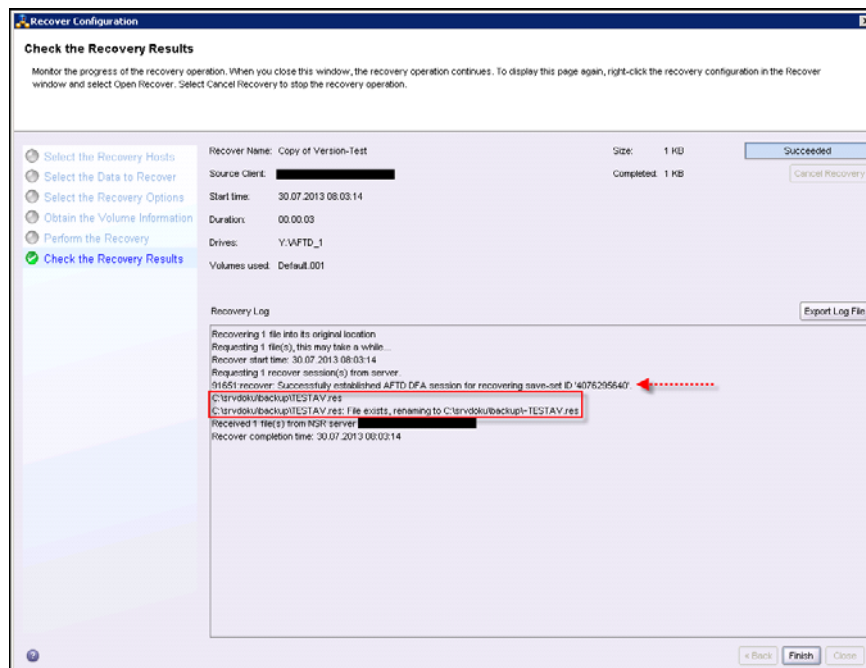 Recover Configuration
Check the Recovery Results
Monitor the progress of the recovery operation. When you close this window, the recovery operation continues. To display this page again, right-click the recovery configuration in the Recover
window and select Open Recover. Select Cancel Recovery to stop the recovery operation.
Select the Recovery Hosts
Select the Data to Recover
Select the Recovery Options
Obtain the Volume Information
Perform the Recovery
Check the Recovery Results
Recover Name: Copy of Version-Test Size: 1 KB Succeeded
Source Client: Completed: 1 KB Cancel Recovery
Start time: 30.07.2013 08:03:14
Duration: 00:00:03
Drives: Y:\AFTD_1
Volumes used: Default.001
Recovery Log Export Log File
Recovering 1 file into its original location
Requesting 1 file(s), this may take a while...
Recover start time: 30.07.2013 08:03:14
Requesting 1 recover session(s) from server.
91651:recover: Successfully established AFTD DFA session for recovering save-set ID '4076295640'.
C:\srvdoku\backup\TESTAV.res
C:\srvdoku\backup\TESTAV.res: File exists, renaming to C:\srvdoku\backup\~TESTAV.res
Received 1 file(s) from NSR server
Recover completion time: 30.07.2013 08:03:14
? < Back Finish Close